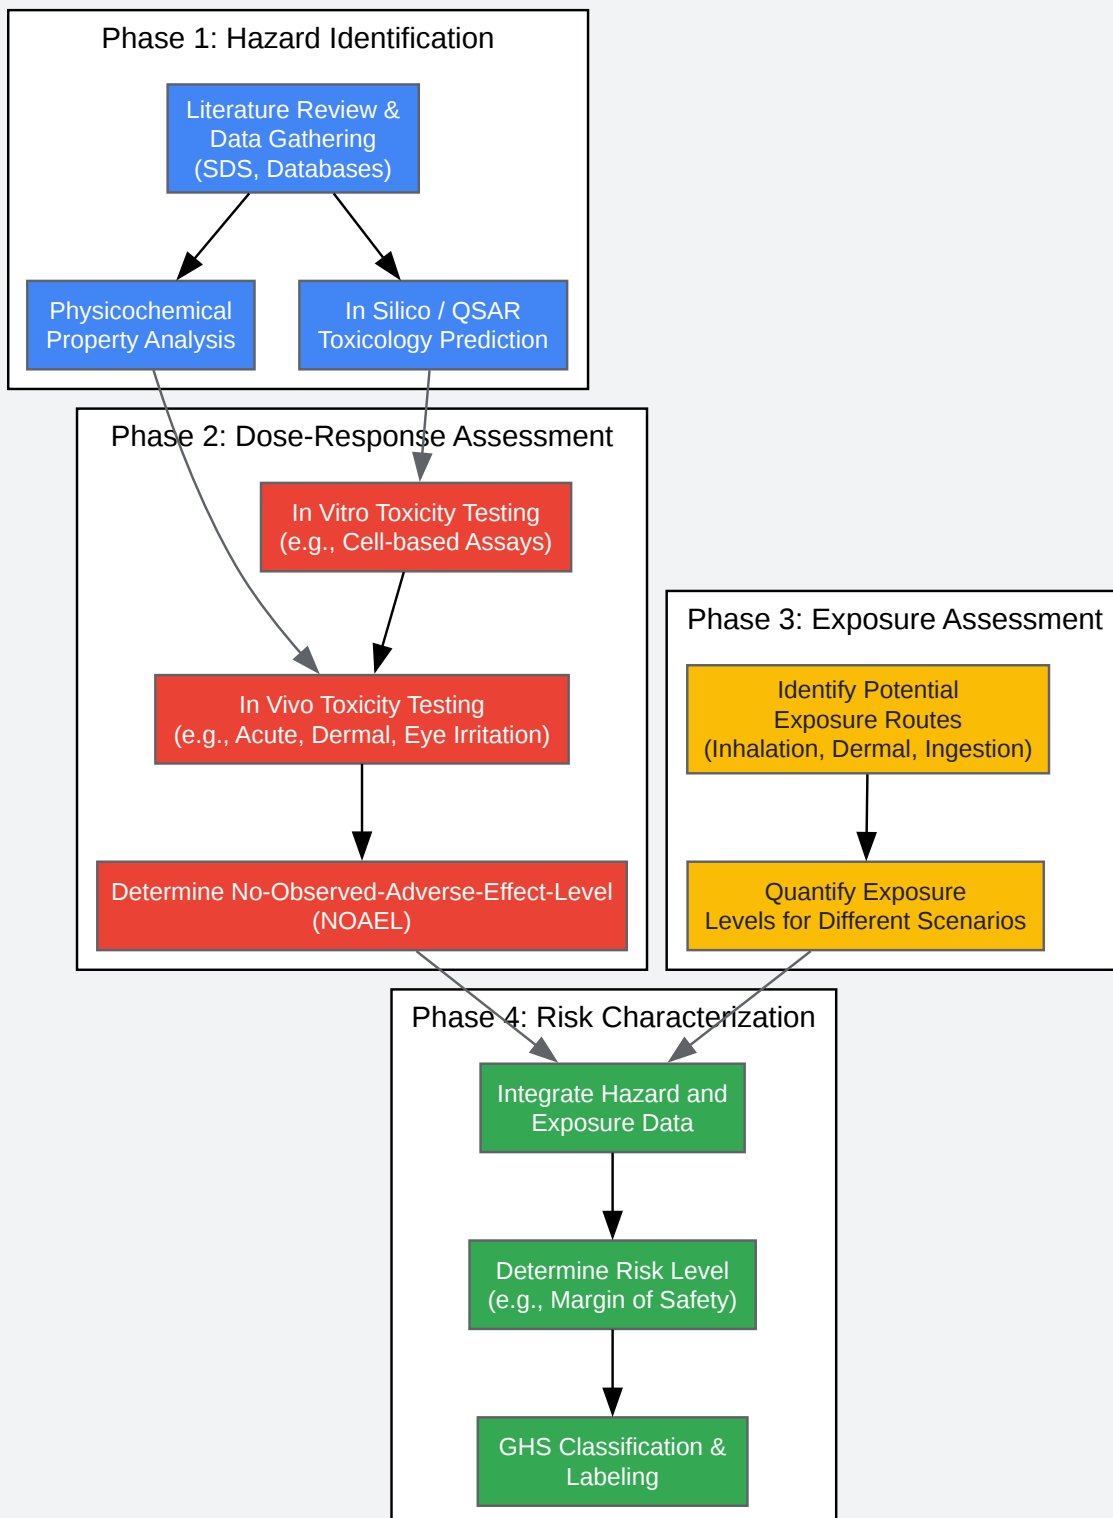 Phase 1: Hazard Identification
Literature Review &
Data Gathering
(SDS, Databases)
Physicochemical
Property Analysis
In Silico / QSAR
Toxicology Prediction
Phase 2: Dose-Response Assessment
In Vitro Toxicity Testing
(e.g., Cell-based Assays)
In Vivo Toxicity Testing
(e.g., Acute, Dermal, Eye Irritation)
Determine No-Observed-Adverse-Effect-Level
(NOAEL)
Phase 3: Exposure Assessment
Identify Potential
Exposure Routes
(Inhalation, Dermal, Ingestion)
Quantify Exposure
Levels for Different Scenarios
Phase 4: Risk Characterization
Integrate Hazard and
Exposure Data
Determine Risk Level
(e.g., Margin of Safety)
GHS Classification &
Labeling